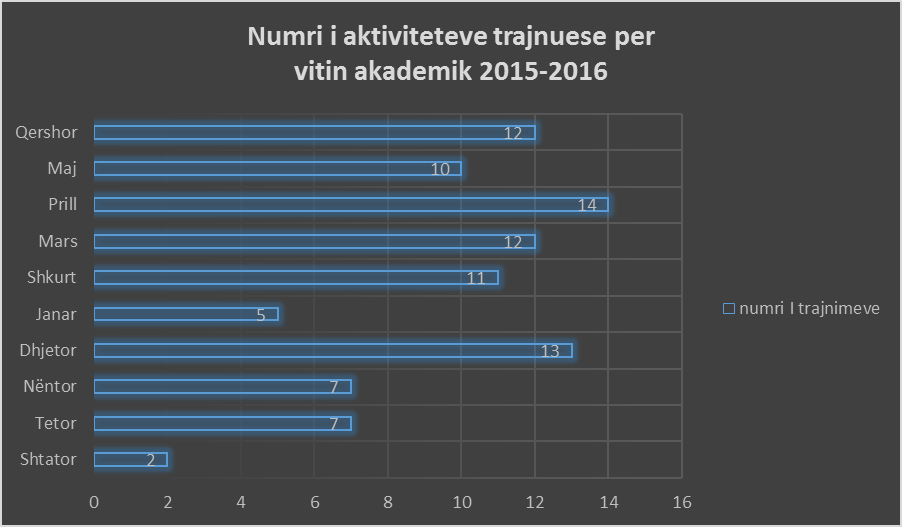 Numri i aktiviteteve trajnuese per
vitin akademik 2015-2016
Qershor 12
Maj 10
Prill 14
Mars 12
Shkurt 11
Janar 5
Dhjetor 13
Nëntor 7
Tetor 7
Shtator 2
0 2 4 6 8 10 12 14 16
numri I trajnimeve